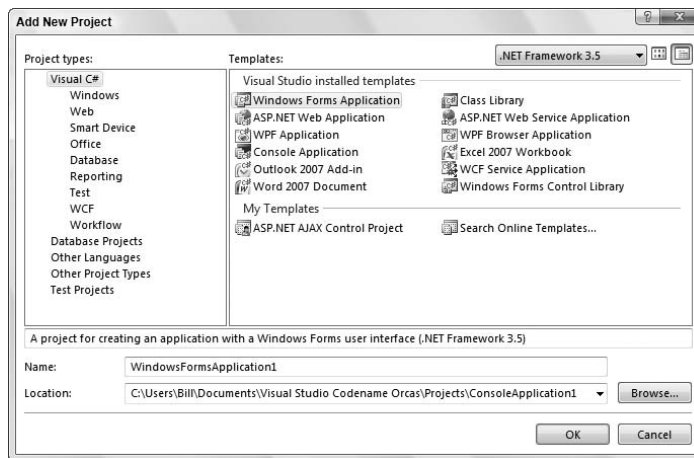 Add New Project
Project types:
Templates:
.NET Framework 3.5
Visual C#
Windows
Web
Smart Device
Office
Database
Reporting
Test
WCF
Workflow
Database Projects
Other Languages
Other Project Types
Test Projects
Visual Studio installed templates
Windows Forms Application
Class Library
ASP.NET Web Application
ASP.NET Web Service Application
WPF Application
WPF Browser Application
Console Application
Excel 2007 Workbook
Outlook 2007 Add-in
WCF Service Application
Word 2007 Document
Windows Forms Control Library
My Templates
ASP.NET AJAX Control Project
Search Online Templates...
A project for creating an application with a Windows Forms user interface (.NET Framework 3.5)
Name:
WindowsFormsApplication1
Location:
C:\Users\Bill\Documents\Visual Studio Codename Orcas\Projects\ConsoleApplication1
Browse...
OK
Cancel